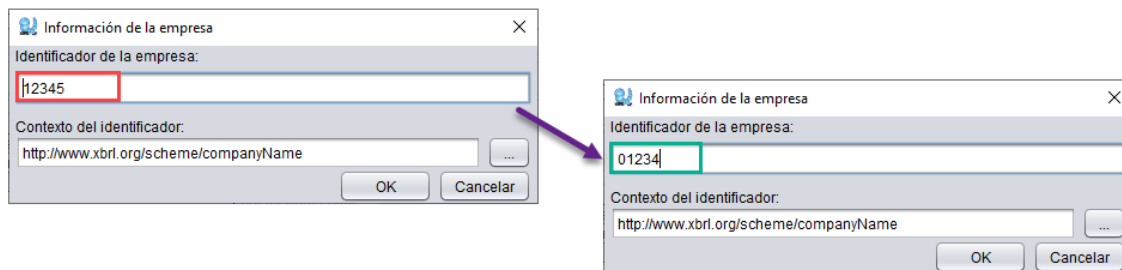 Información de la empresa
Identificador de la empresa:
12345
Contexto del identificador:
http://www.xbrl.org/scheme/companyName
...
OK
Cancelar
Información de la empresa
Identificador de la empresa:
01234
Contexto del identificador:
http://www.xbrl.org/scheme/companyName
...
OK
Cancelar